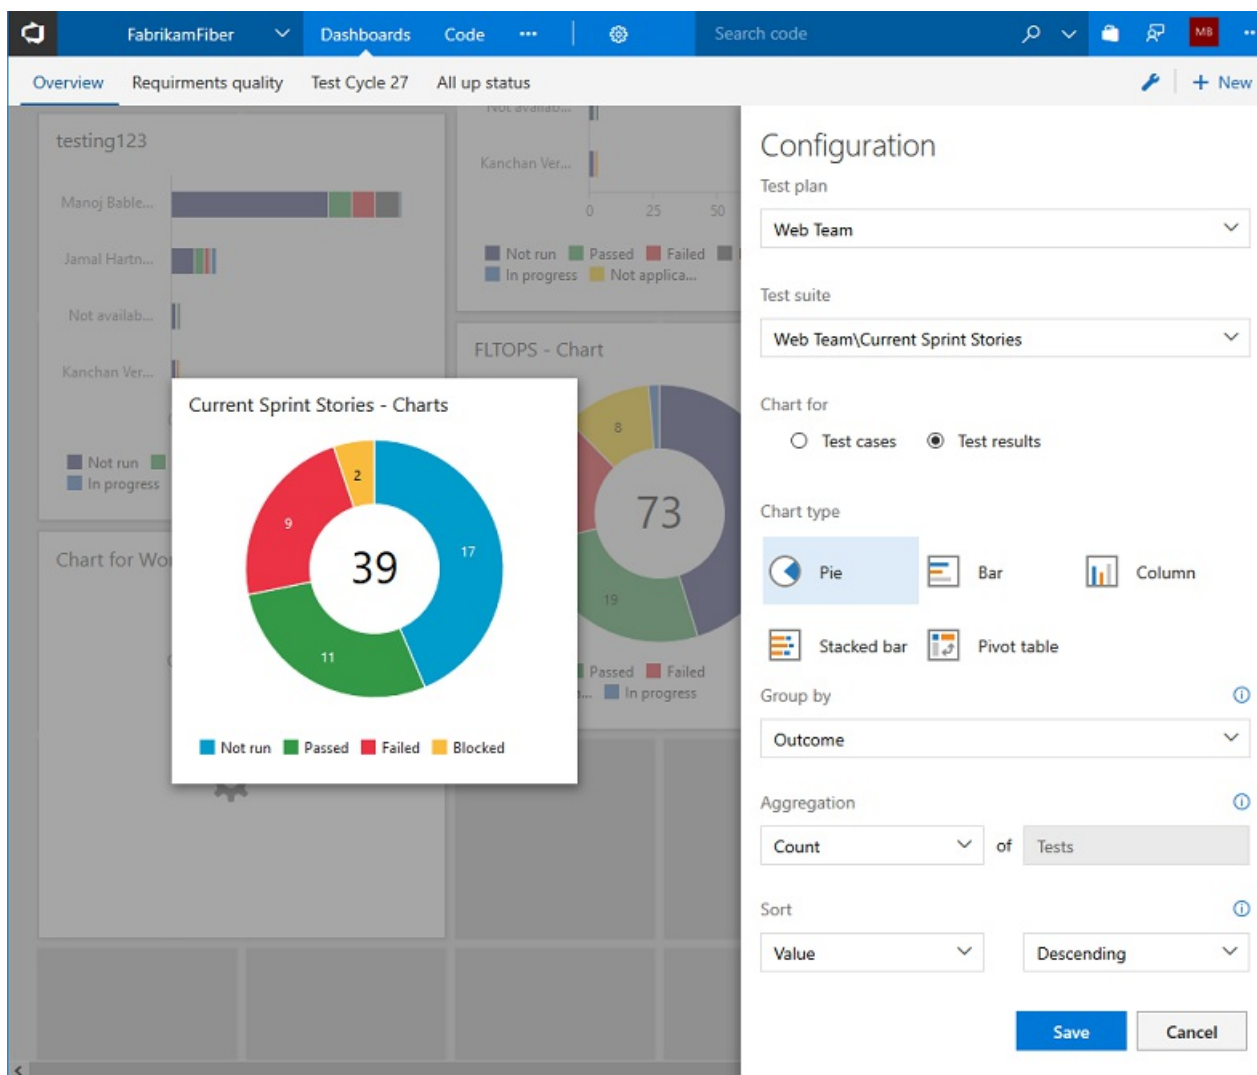 FabrikamFiber Dashboards Code ... Search code MB
Overview Requirments quality Test Cycle 27 All up status + New
testing123
Manoj Bable...
Jamal Hartn...
Not availab...
Kanchan Ver...
Not run
In progress
Not availab...
Kanchan Ver...
0 25 50
Not run Passed Failed
In progress Not applica...
FLTOPS - Chart
8
73
19
Passed Failed
In progress
Chart for Wo
Current Sprint Stories - Charts
2
9
17
39
11
Not run Passed Failed Blocked
Configuration
Test plan
Web Team
Test suite
Web Team\Current Sprint Stories
Chart for
Test cases Test results
Chart type
Pie Bar Column
Stacked bar Pivot table
Group by
Outcome
Aggregation
Count of Tests
Sort
Value Descending
Save Cancel